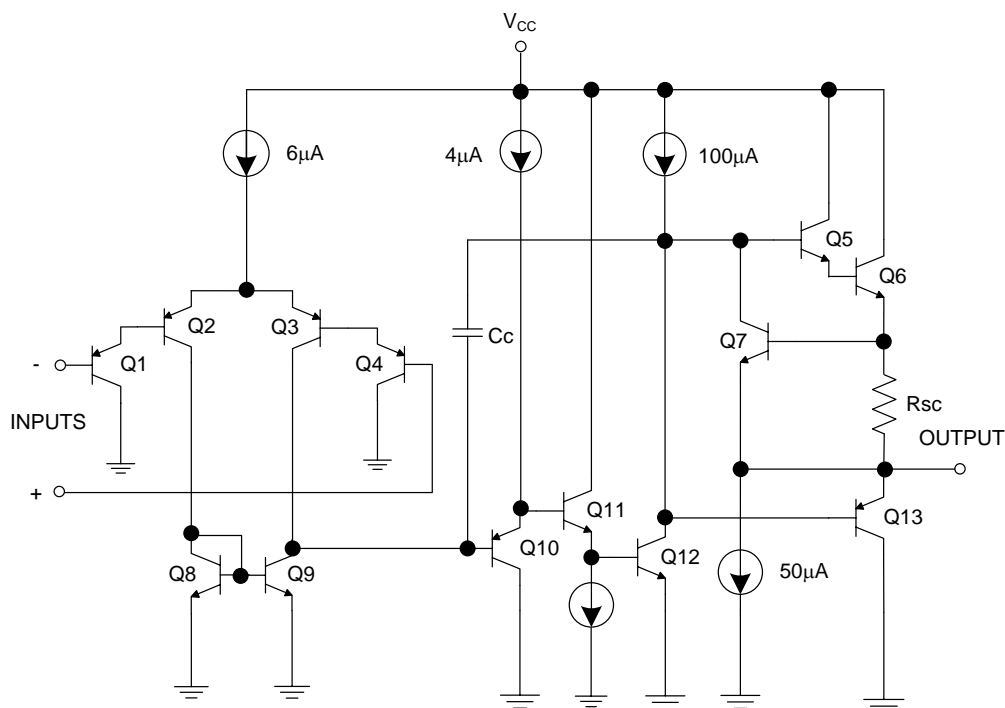 VCC
6μA
4μA
100μA
Q5
Q6
Q2
Q3
Q7
Cc
-
Q1
Q4
Rsc
INPUTS
OUTPUT
+
Q11
Q13
Q10
Q12
Q8
Q9
50μA